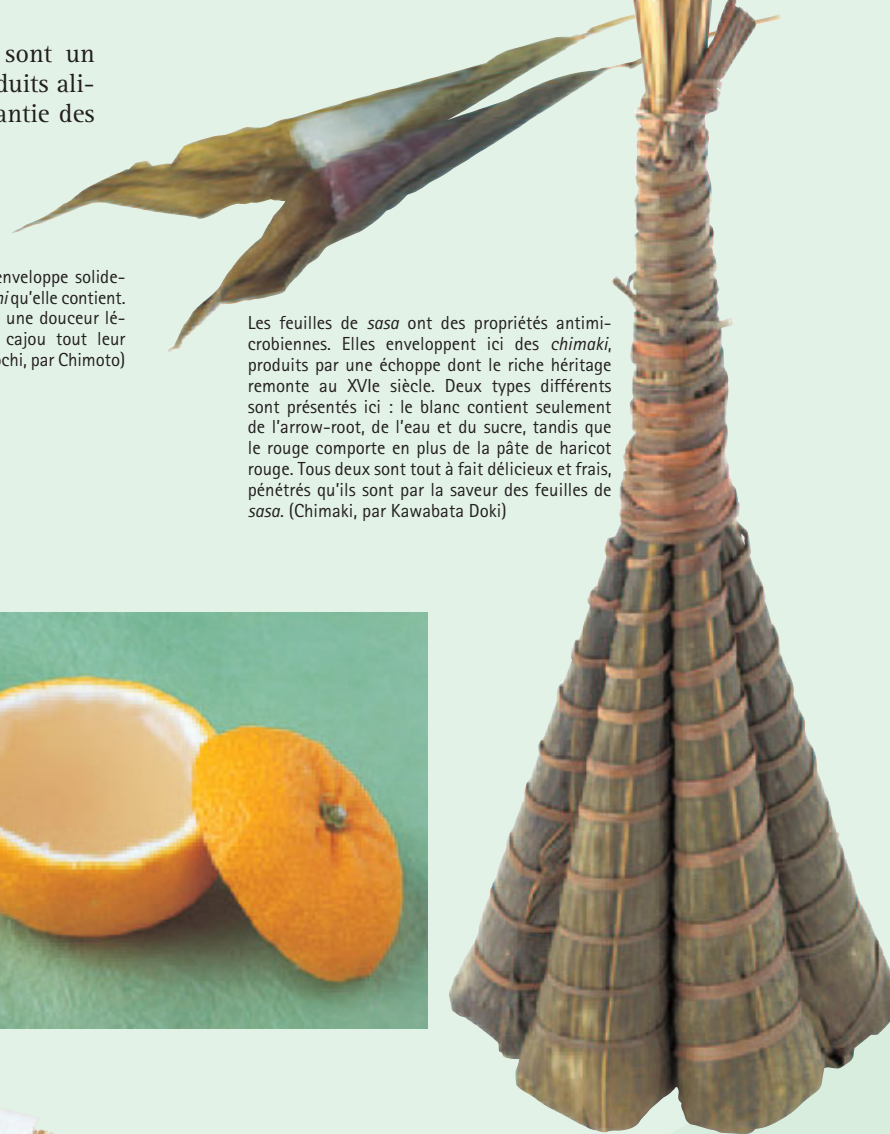 sont un
duits ali-
antie des
enveloppe solide-
hi qu'elle contient.
une douceur lé-
cajou tout leur
ochi, par Chimoto)
Les feuilles de sasa ont des propriétés antimi-
crobiennes. Elles enveloppent ici des chimaki,
produits par une échoppe dont le riche héritage
remonte au XVIe siècle. Deux types différents
sont présentés ici : le blanc contient seulement
de l'arrow-root, de l'eau et du sucre, tandis que
le rouge comporte en plus de la pâte de haricot
rouge. Tous deux sont tout à fait délicieux et frais,
pénétrés qu'ils sont par la saveur des feuilles de
sasa. (Chimaki, par Kawabata Doki)